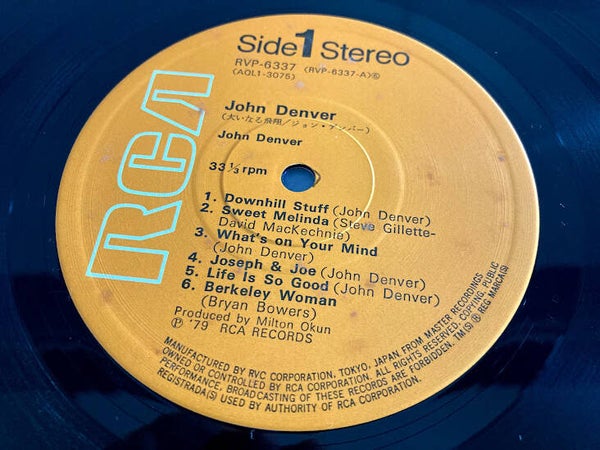 RCA
Side 1 Stereo
RVP-6337 (RVP-6337-A)Ⓢ
(AQL1-3075)
John Denver
(大いなる飛翔/ジョン・デンバー)
John Denver
33 ⅓ rpm
1. Downhill Stuff (John Denver)
2. Sweet Melinda (Steve Gillette-
David MacKechnie)
3. What's on Your Mind
(John Denver)
4. Joseph & Joe (John Denver)
5. Life Is So Good (John Denver)
6. Berkeley Woman
(Bryan Bowers)
Produced by Milton Okun
Ⓟ '79 RCA RECORDS
MANUFACTURED BY RVC CORPORATION, TOKYO, JAPAN FROM MASTER RECORDINGS
OWNED OR CONTROLLED BY RCA CORPORATION. ALL RIGHTS RESERVED. COPYING, PUBLIC
PERFORMANCE, BROADCASTING OF THESE RECORDS ARE FORBIDDEN. TM(S) ® REG MARCA(S)
REGISTRADA(S) USED BY AUTHORITY OF RCA CORPORATION.